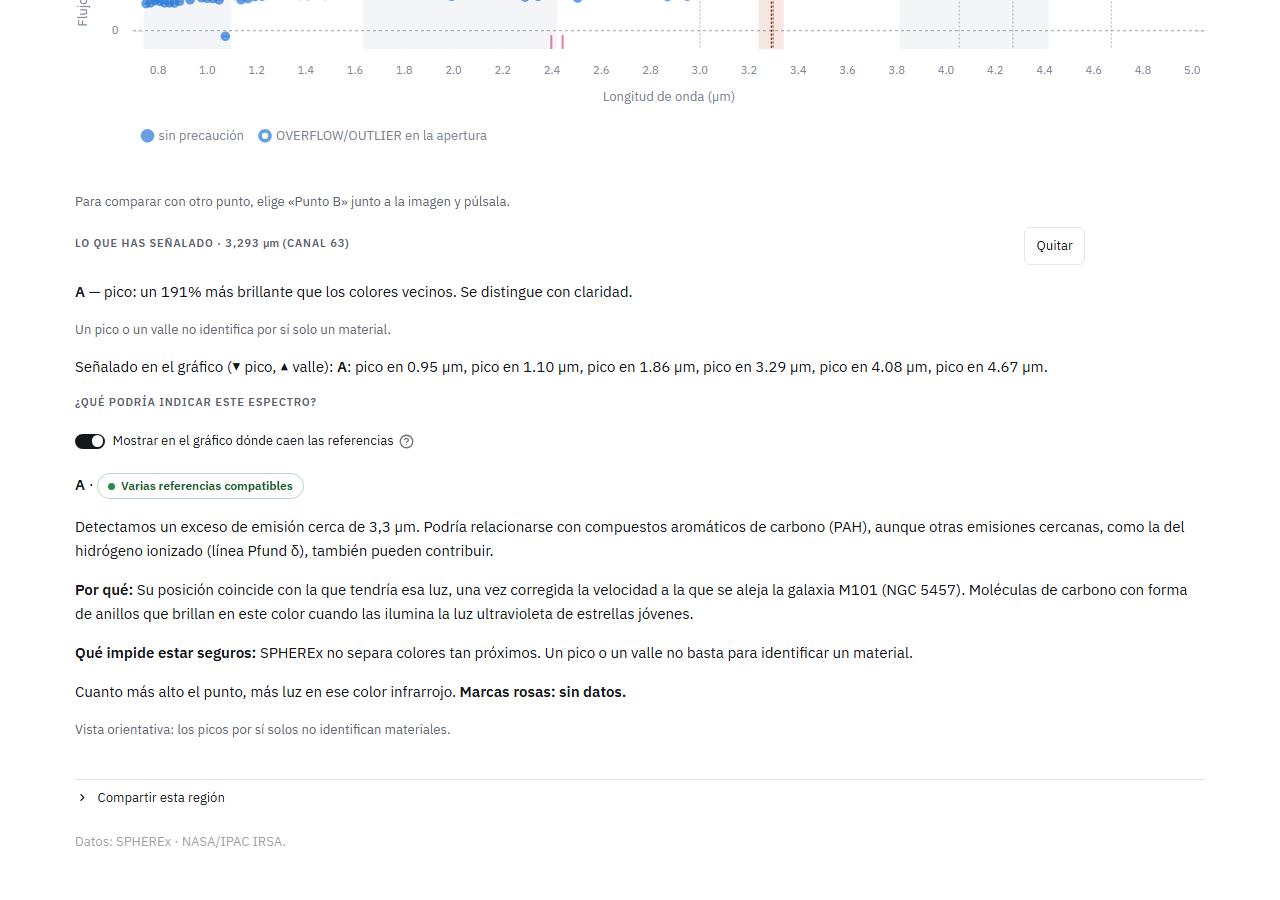 Flujo
0
0.8 1.0 1.2 1.4 1.6 1.8 2.0 2.2 2.4 2.6 2.8 3.0 3.2 3.4 3.6 3.8 4.0 4.2 4.4 4.6 4.8 5.0
Longitud de onda (µm)
sin precaución OVERFLOW/OUTLIER en la apertura
Para comparar con otro punto, elige «Punto B» junto a la imagen y púlsala.
LO QUE HAS SEÑALADO · 3,293 µm (CANAL 63)
Quitar
A — pico: un 191% más brillante que los colores vecinos. Se distingue con claridad.
Un pico o un valle no identifica por sí solo un material.
Señalado en el gráfico (▼ pico, ▲ valle): A: pico en 0.95 µm, pico en 1.10 µm, pico en 1.86 µm, pico en 3.29 µm, pico en 4.08 µm, pico en 4.67 µm.
¿QUÉ PODRÍA INDICAR ESTE ESPECTRO?
Mostrar en el gráfico dónde caen las referencias ?
A · Varias referencias compatibles
Detectamos un exceso de emisión cerca de 3,3 µm. Podría relacionarse con compuestos aromáticos de carbono (PAH), aunque otras emisiones cercanas, como la del
hidrógeno ionizado (línea Pfund δ), también pueden contribuir.
Por qué: Su posición coincide con la que tendría esa luz, una vez corregida la velocidad a la que se aleja la galaxia M101 (NGC 5457). Moléculas de carbono con forma
de anillos que brillan en este color cuando las ilumina la luz ultravioleta de estrellas jóvenes.
Qué impide estar seguros: SPHEREx no separa colores tan próximos. Un pico o un valle no basta para identificar un material.
Cuanto más alto el punto, más luz en ese color infrarrojo. Marcas rosas: sin datos.
Vista orientativa: los picos por sí solos no identifican materiales.
Compartir esta región
Datos: SPHEREx · NASA/IPAC IRSA.